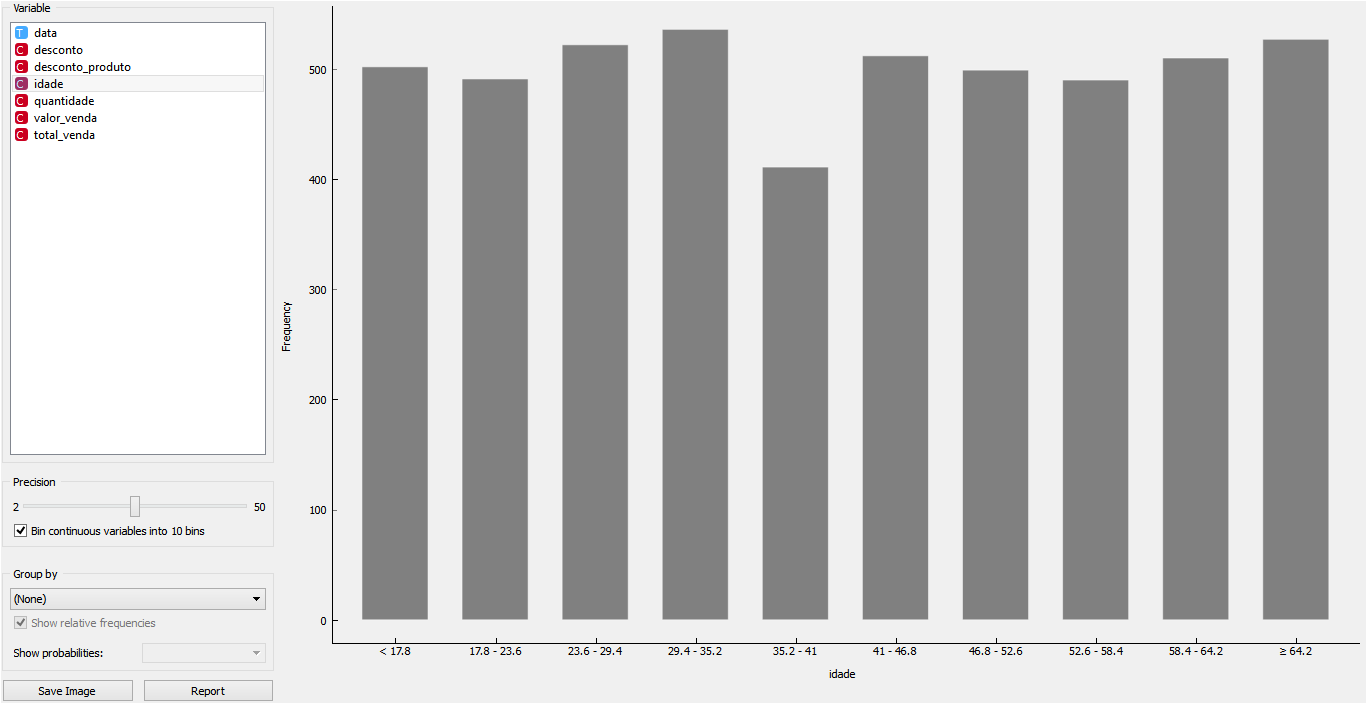 Variable
T data
C desconto
C desconto_produto
C idade
C quantidade
C valor_venda
C total_venda
Precision
2 50
Bin continuous variables into 10 bins
Group by
(None)
Show relative frequencies
Show probabilities:
Save Image Report
Frequency
500
400
300
200
100
0
< 17.8 17.8 - 23.6 23.6 - 29.4 29.4 - 35.2 35.2 - 41 41 - 46.8 46.8 - 52.6 52.6 - 58.4 58.4 - 64.2 ≥ 64.2
idade